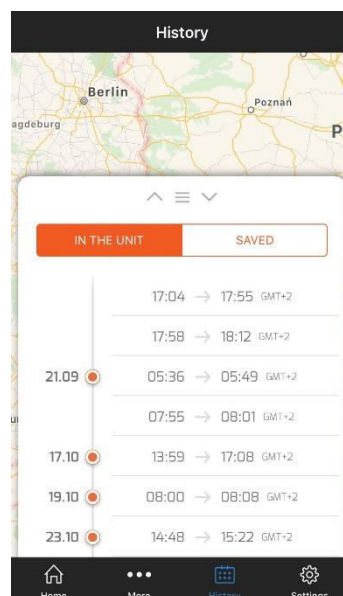 History
Berlin
Poznań
agdeburg
P
IN THE UNIT
SAVED
17:04 → 17:55 GMT+2
17:58 → 18:12 GMT+2
21.09 05:36 → 05:49 GMT+2
07:55 → 08:01 GMT+2
17.10 13:59 → 17:08 GMT+2
19.10 08:00 → 08:08 GMT+2
23.10 14:48 → 15:22 GMT+2
Home More History Settings